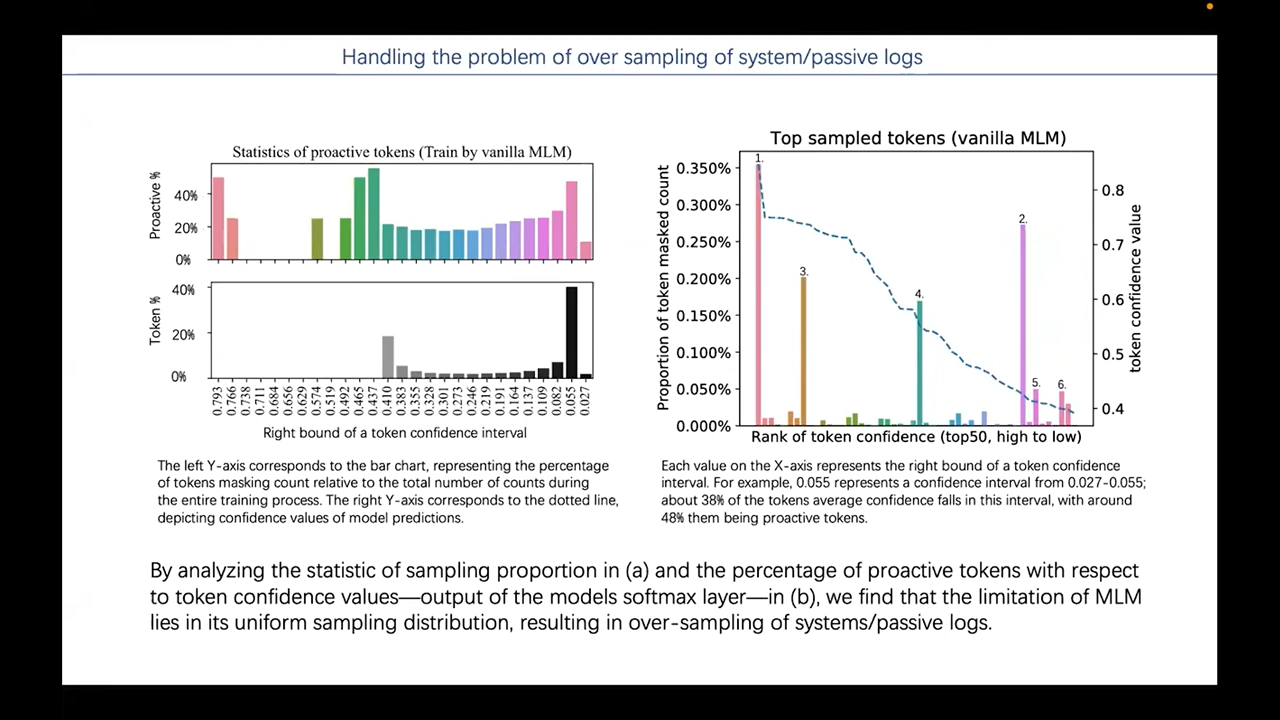 Handling the problem of over sampling of system/passive logs
Statistics of proactive tokens (Train by vanilla MLM)
Proactive %
40%
20%
0%
Token %
40%
20%
0%
0.793 0.766 0.738 0.711 0.684 0.656 0.629 0.574 0.519 0.492 0.465 0.437 0.410 0.383 0.355 0.328 0.301 0.273 0.246 0.219 0.191 0.164 0.137 0.109 0.082 0.055 0.027
Right bound of a token confidence interval
The left Y-axis corresponds to the bar chart, representing the percentage
of tokens masking count relative to the total number of counts during
the entire training process. The right Y-axis corresponds to the dotted line,
depicting confidence values of model predictions.
Top sampled tokens (vanilla MLM)
Proportion of token masked count
0.350%
0.300%
0.250%
0.200%
0.150%
0.100%
0.050%
0.000%
1.
2.
3.
4.
5.
6.
0.8
0.7
0.6
0.5
0.4
token confidence value
Rank of token confidence (top50, high to low)
Each value on the X-axis represents the right bound of a token confidence
interval. For example, 0.055 represents a confidence interval from 0.027-0.055;
about 38% of the tokens average confidence falls in this interval, with around
48% them being proactive tokens.
By analyzing the statistic of sampling proportion in (a) and the percentage of proactive tokens with respect
to token confidence values—output of the models softmax layer—in (b), we find that the limitation of MLM
lies in its uniform sampling distribution, resulting in over-sampling of systems/passive logs.